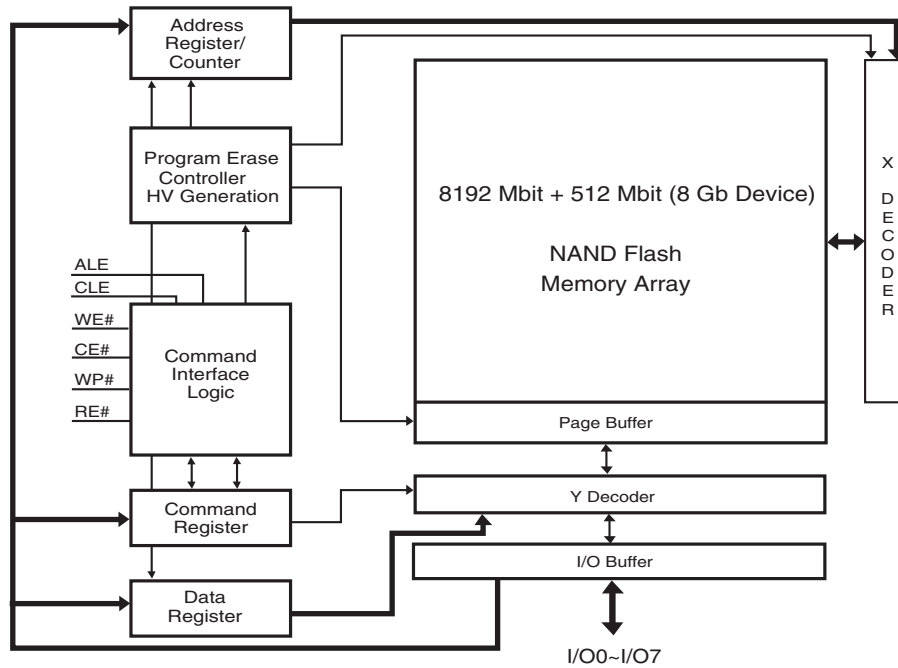 Address
Register/
Counter
Program Erase
Controller
HV Generation
8192 Mbit + 512 Mbit (8 Gb Device)
NAND Flash
Memory Array
X
D
E
C
O
D
E
R
ALE
CLE
WE#
CE#
WP#
RE#
Command
Interface
Logic
Page Buffer
Command
Register
Y Decoder
I/O Buffer
Data
Register
I/O0~I/O7